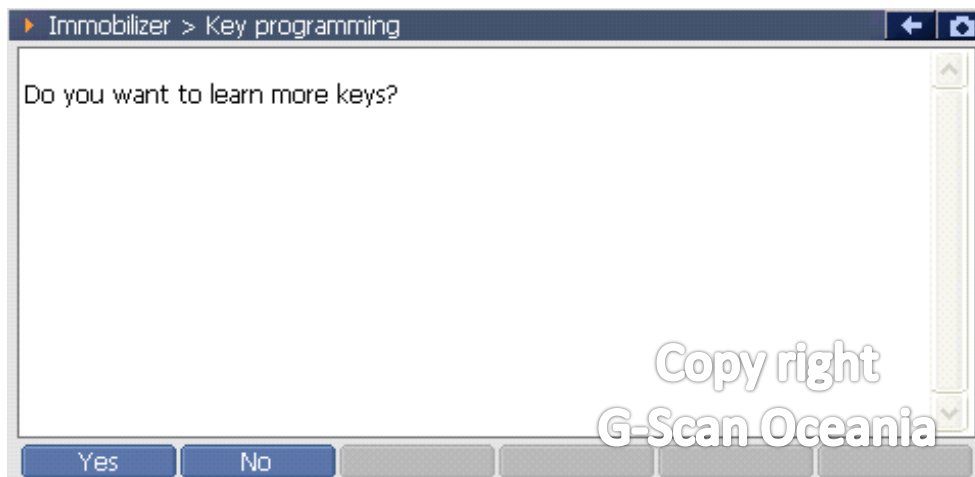 Immobilizer > Key programming
Do you want to learn more keys?
Copy right
G-Scan Oceania
Yes No